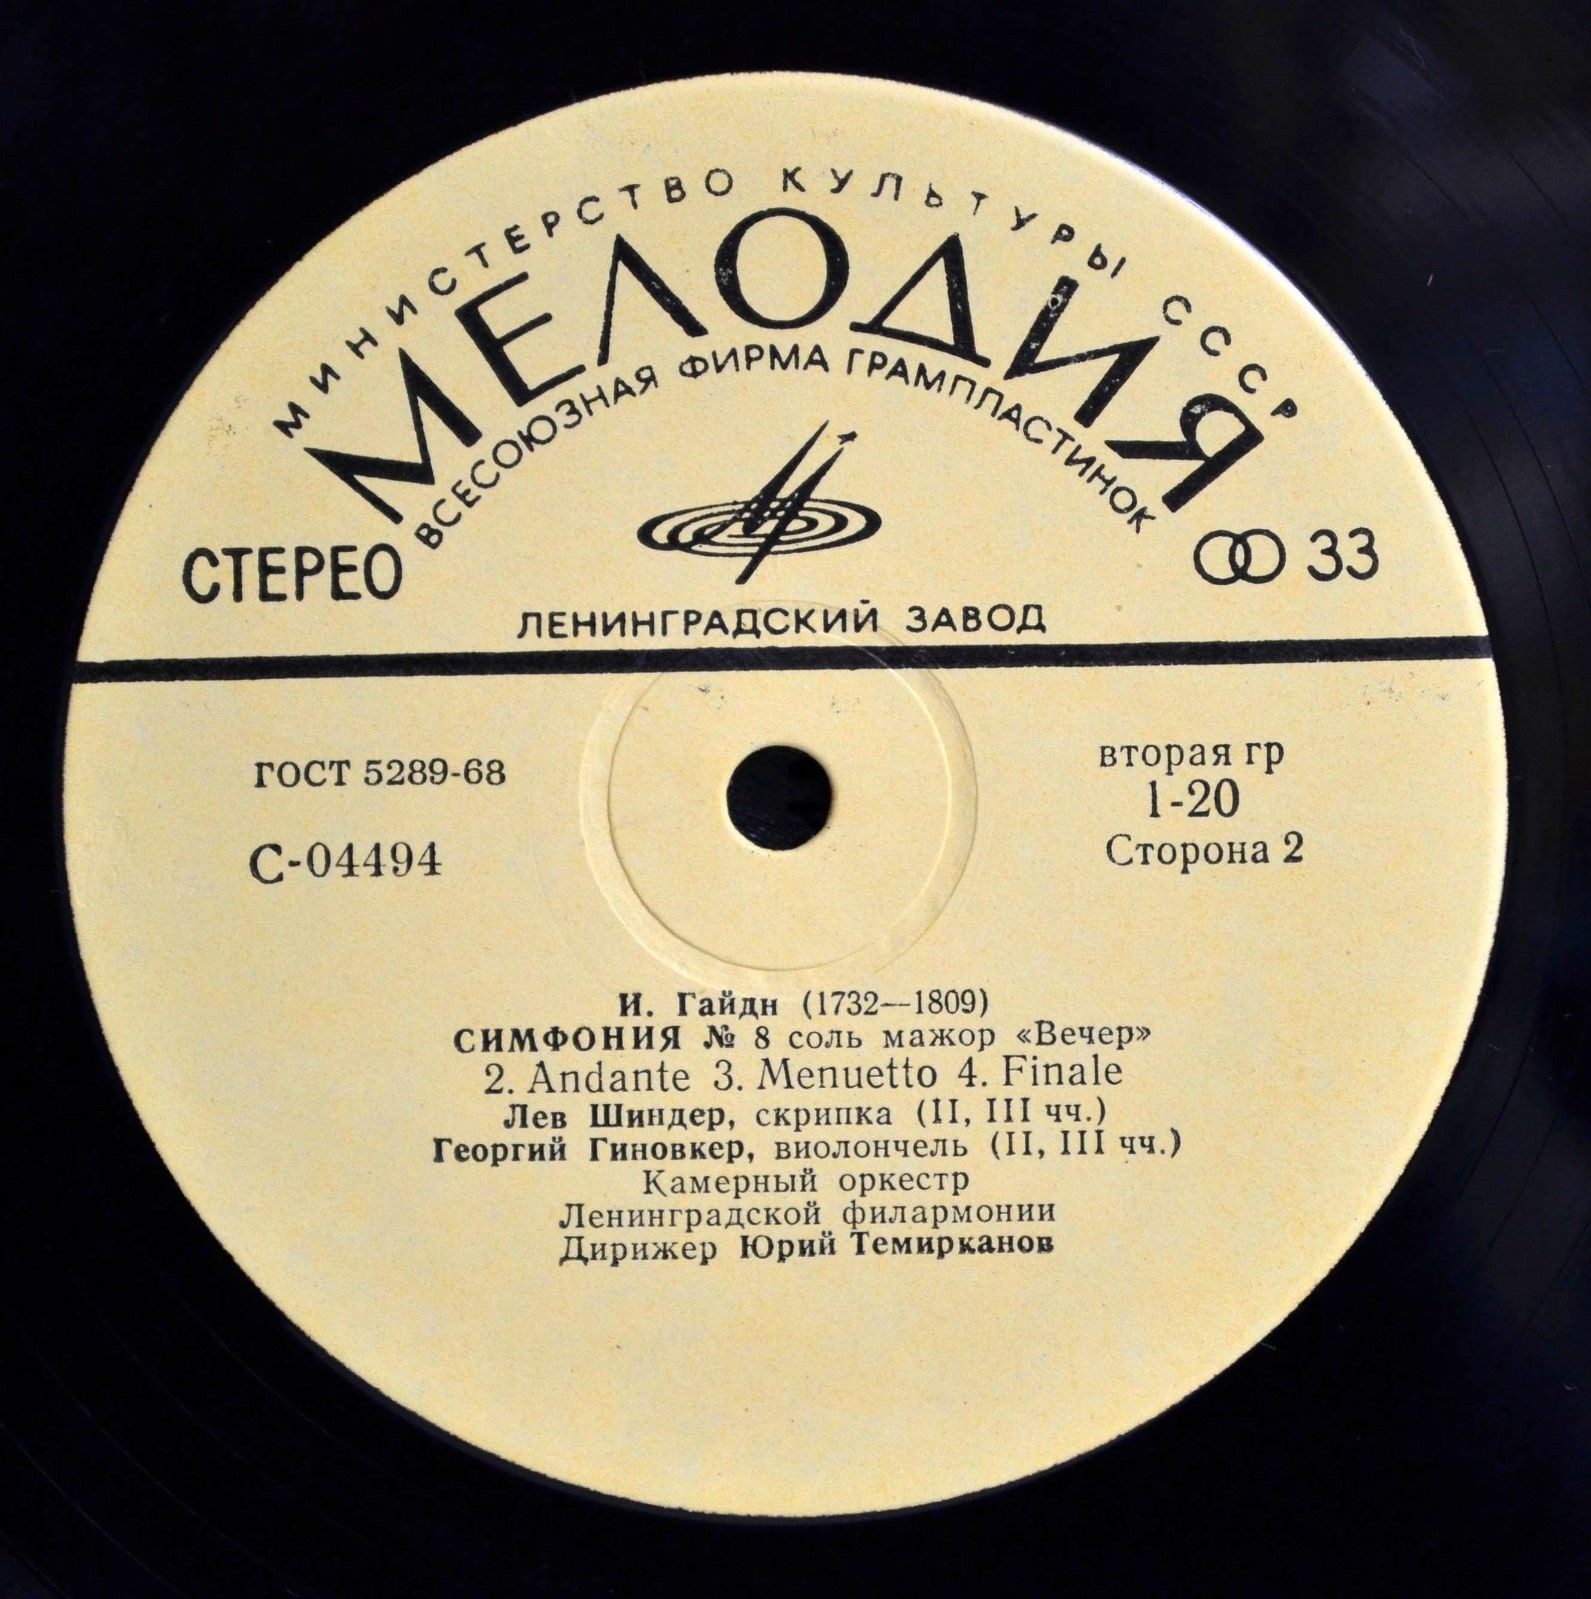 МИНИСТЕРСТВО КУЛЬТУРЫ СССР
МЕЛОДИЯ
ВСЕСОЮЗНАЯ ФИРМА ГРАМПЛАСТИНОК
СТЕРЕО
33
ЛЕНИНГРАДСКИЙ ЗАВОД
ГОСТ 5289-68
С-04494
вторая гр
1-20
Сторона 2
И. Гайдн (1732—1809)
СИМФОНИЯ № 8 соль мажор «Вечер»
2. Andante 3. Menuetto 4. Finale
Лев Шиндер, скрипка (II, III чч.)
Георгий Гиновкер, виолончель (II, III чч.)
Камерный оркестр
Ленинградской филармонии
Дирижер Юрий Темирканов